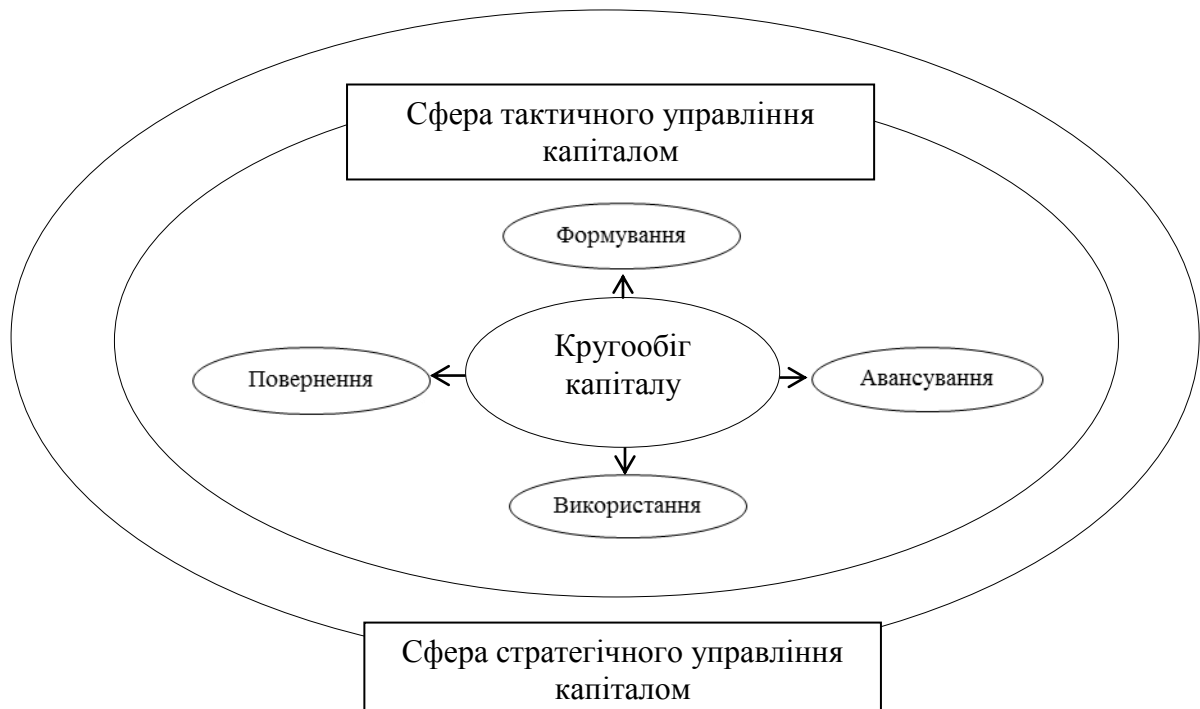 Сфера тактичного управління
капіталом
Формування
Кругообіг
капіталу
Повернення
Авансування
Використання
Сфера стратегічного управління
капіталом